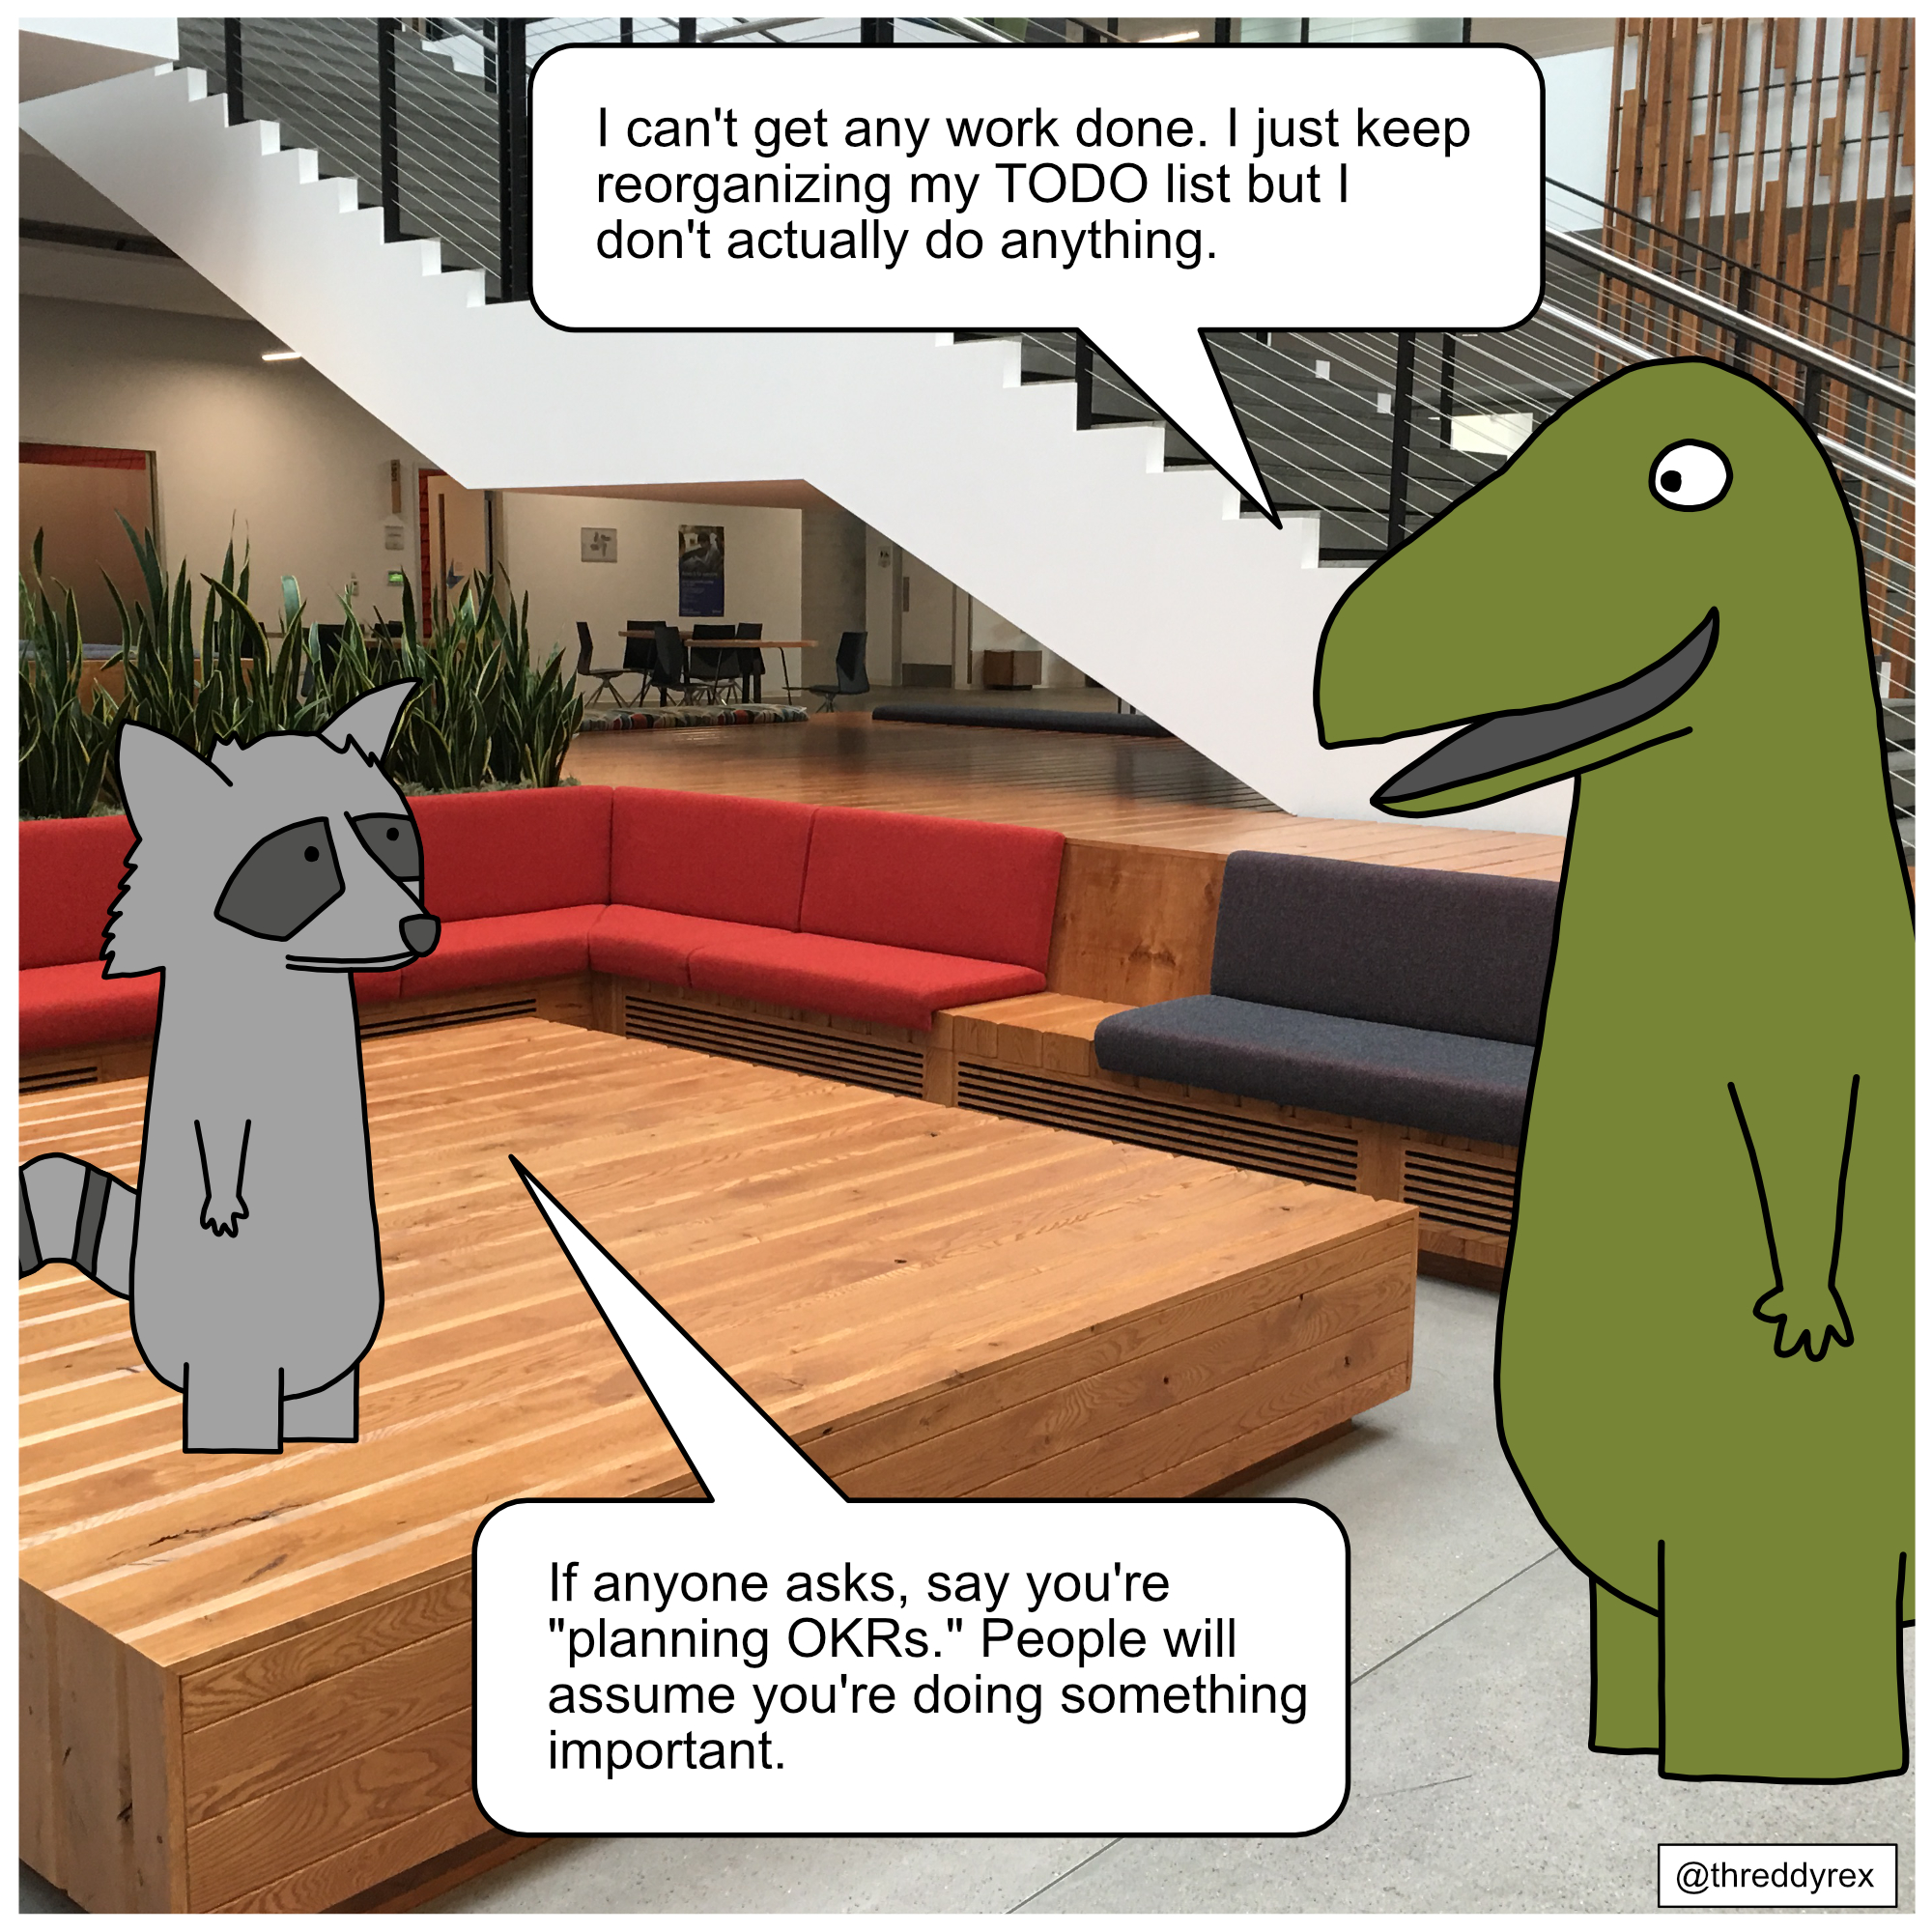 I can't get any work done. I just keep
reorganizing my TODO list but I
don't actually do anything.
If anyone asks, say you're
"planning OKRs." People will
assume you're doing something
important.
@threddyrex